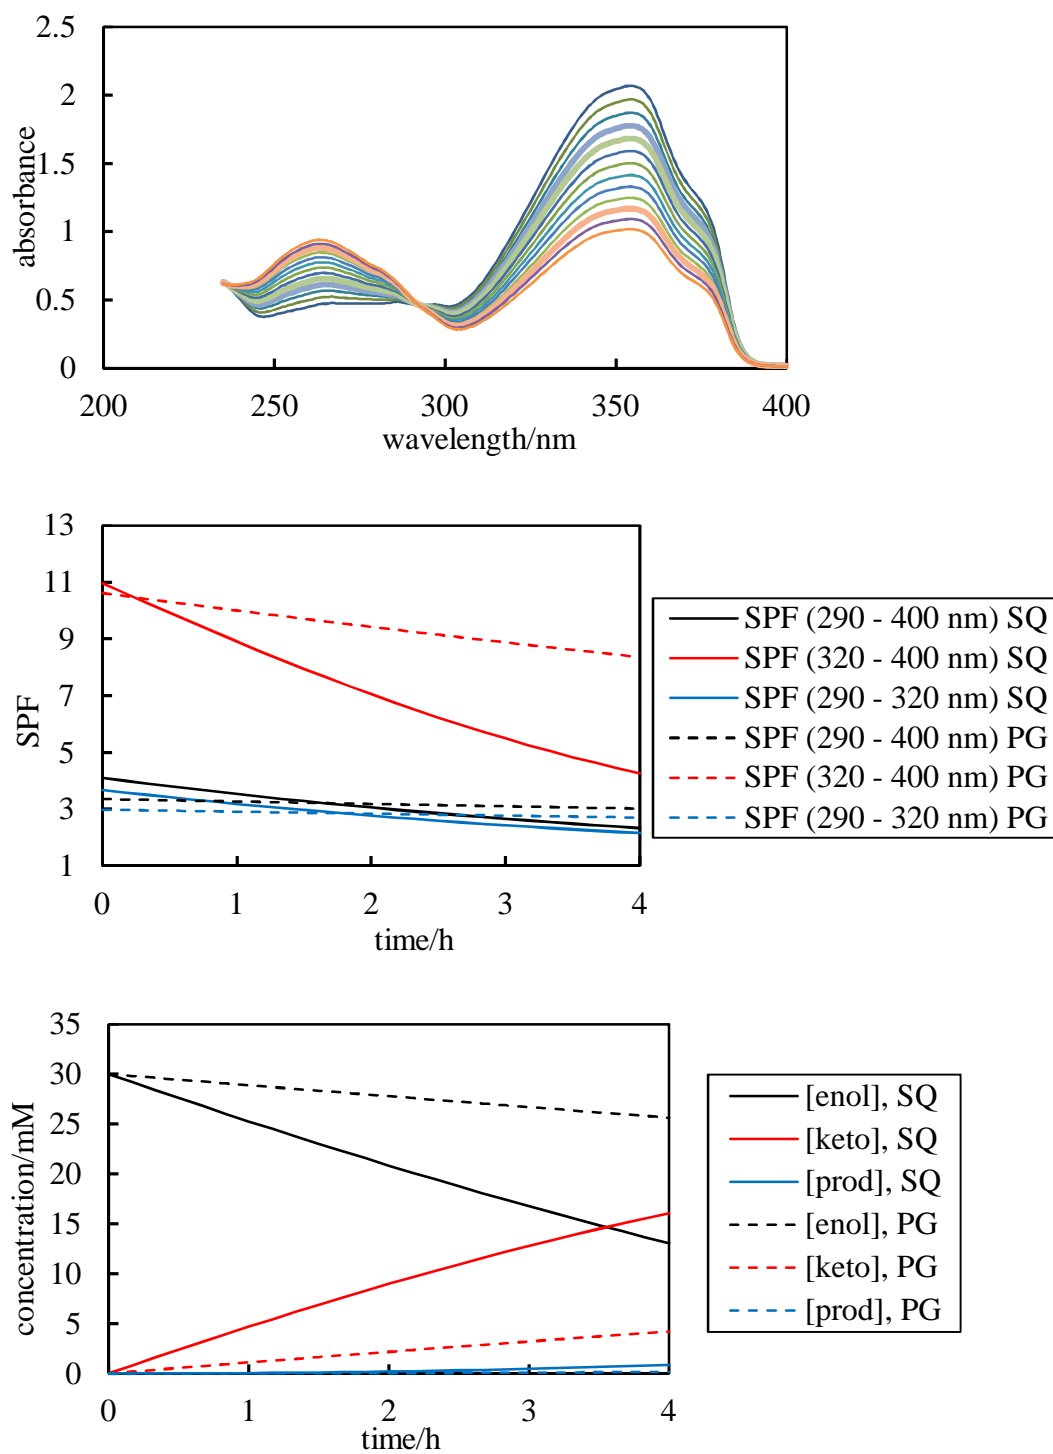 2.5
2
1.5
1
0.5
0
absorbance
200
250
300
350
400
wavelength/nm
13
11
9
7
5
3
1
SPF
0
1
2
3
4
time/h
SPF (290 - 400 nm) SQ
SPF (320 - 400 nm) SQ
SPF (290 - 320 nm) SQ
SPF (290 - 400 nm) PG
SPF (320 - 400 nm) PG
SPF (290 - 320 nm) PG
35
30
25
20
15
10
5
0
concentration/mM
0
1
2
3
4
time/h
[enol], SQ
[keto], SQ
[prod], SQ
[enol], PG
[keto], PG
[prod], PG